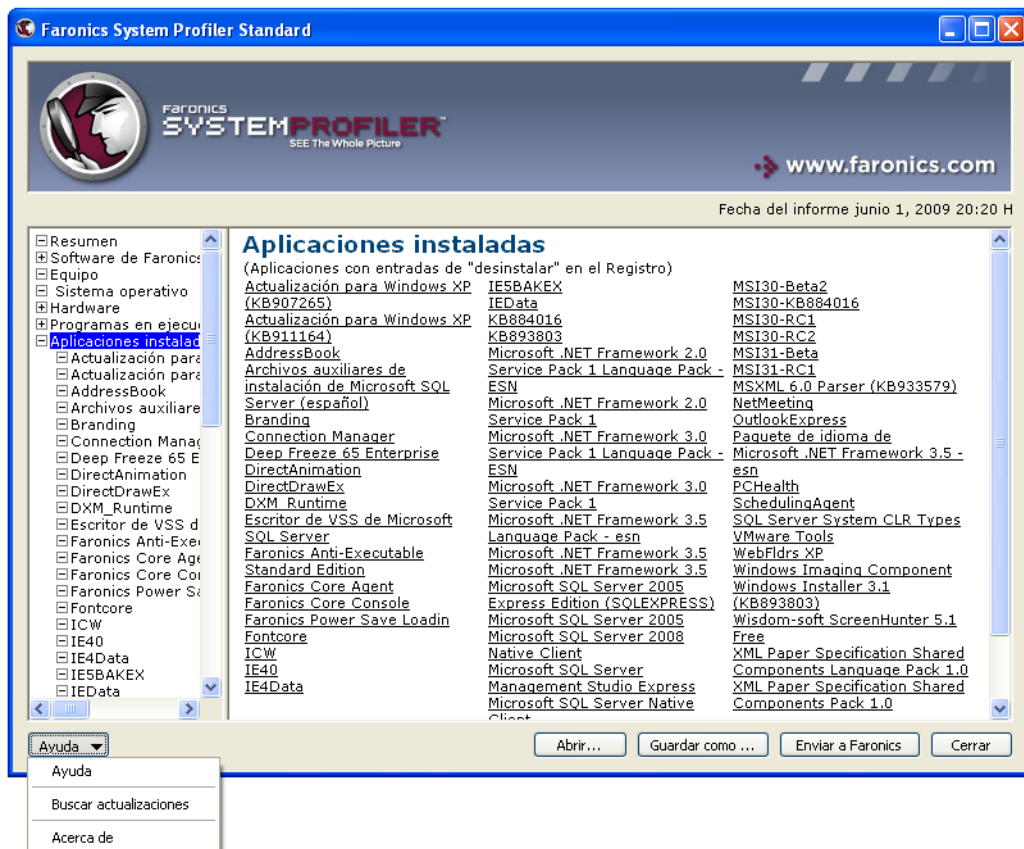 Faronics System Profiler Standard
Faronics
SYSTEMPROFILER™
SEE The Whole Picture
www.faronics.com
Fecha del informe junio 1, 2009 20:20 H
Resumen
Software de Faronics
Equipo
Sistema operativo
Hardware
Programas en ejecu
Aplicaciones instalad
Actualización para
Actualización para
AddressBook
Archivos auxiliare
Branding
Connection Manag
Deep Freeze 65 E
DirectAnimation
DirectDrawEx
DXM_Runtime
Escritor de VSS d
Faronics Anti-Exe
Faronics Core Age
Faronics Core Con
Faronics Power Sa
Fontcore
ICW
IE40
IE4Data
IE5BAKEX
IEData
Aplicaciones instaladas
(Aplicaciones con entradas de "desinstalar" en el Registro)
Actualización para Windows XP
(KB907265)
Actualización para Windows XP
(KB911164)
AddressBook
Archivos auxiliares de
instalación de Microsoft SQL
Server (español)
Branding
Connection Manager
Deep Freeze 65 Enterprise
DirectAnimation
DirectDrawEx
DXM_Runtime
Escritor de VSS de Microsoft
SQL Server
Faronics Anti-Executable
Standard Edition
Faronics Core Agent
Faronics Core Console
Faronics Power Save Loadin
Fontcore
ICW
IE40
IE4Data
IE5BAKEX
IEData
KB884016
KB893803
Microsoft .NET Framework 2.0
Service Pack 1 Language Pack -
ESN
Microsoft .NET Framework 2.0
Service Pack 1
Microsoft .NET Framework 3.0
Service Pack 1 Language Pack -
ESN
Microsoft .NET Framework 3.0
Service Pack 1
Microsoft .NET Framework 3.5
Language Pack - esn
Microsoft .NET Framework 3.5
Microsoft .NET Framework 3.5
Microsoft SQL Server 2005
Express Edition (SQLEXPRESS)
Microsoft SQL Server 2005
Microsoft SQL Server 2008
Native Client
Microsoft SQL Server
Management Studio Express
Microsoft SQL Server Native
Client
MSI30-Beta2
MSI30-KB884016
MSI30-RC1
MSI30-RC2
MSI31-Beta
MSI31-RC1
MSXML 6.0 Parser (KB933579)
NetMeeting
OutlookExpress
Paquete de idioma de
Microsoft .NET Framework 3.5 -
esn
PCHealth
SchedulingAgent
SQL Server System CLR Types
VMware Tools
WebFldrs XP
Windows Imaging Component
Windows Installer 3.1
(KB893803)
Wisdom-soft ScreenHunter 5.1
Free
XML Paper Specification Shared
Components Language Pack 1.0
XML Paper Specification Shared
Components Pack 1.0
Ayuda
Abrir...
Guardar como ...
Enviar a Faronics
Cerrar
Ayuda
Buscar actualizaciones
Acerca de